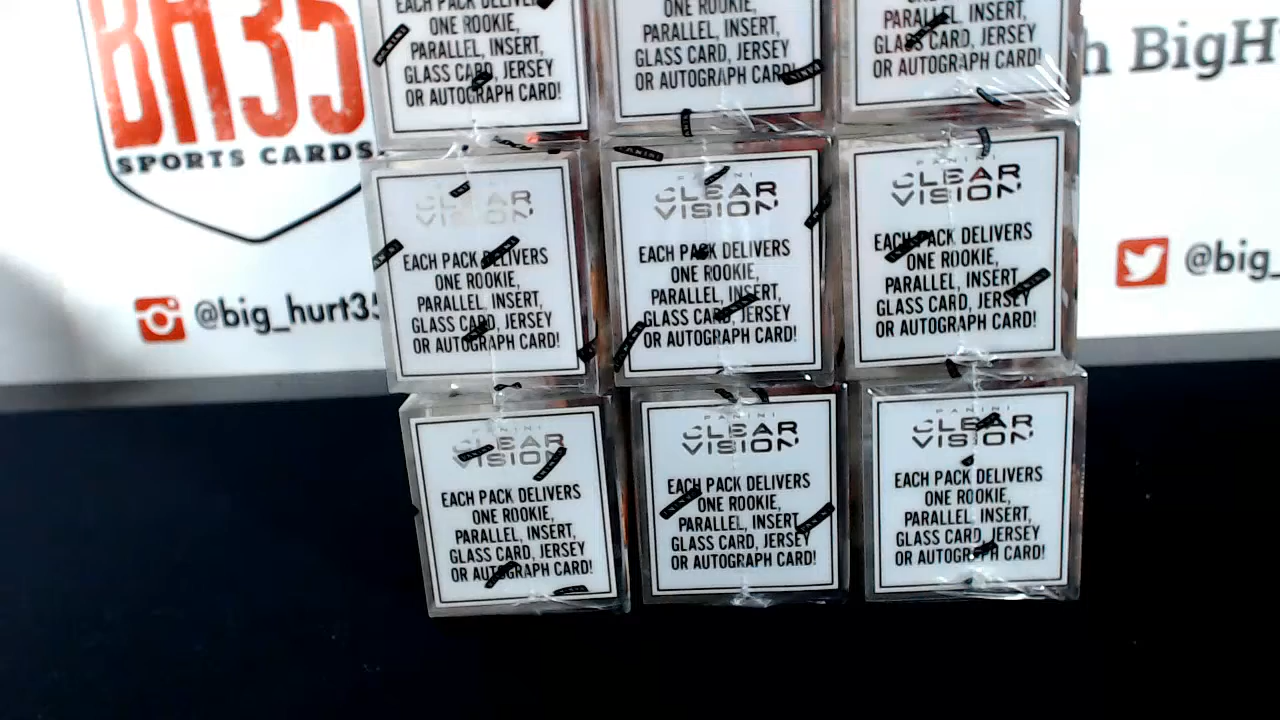 BH35
SPORTS CARDS
@big_hurt35
h BigH
@big_
EACH PACK DELIVERS
ONE ROOKIE,
PARALLEL, INSERT,
GLASS CARD, JERSEY
OR AUTOGRAPH CARD!
ONE ROOKIE,
PARALLEL, INSERT,
GLASS CARD, JERSEY
OR AUTOGRAPH CARD!
PARALLEL, INSERT,
GLASS CARD, JERSEY
OR AUTOGRAPH CARD!
CLEAR
VISION
EACH PACK DELIVERS
ONE ROOKIE,
PARALLEL, INSERT,
GLASS CARD, JERSEY
OR AUTOGRAPH CARD!
PANINI
CLEAR
VISION
EACH PACK DELIVERS
ONE ROOKIE,
PARALLEL, INSERT,
GLASS CARD, JERSEY
OR AUTOGRAPH CARD!
PANINI
CLEAR
VISION
EACH PACK DELIVERS
ONE ROOKIE,
PARALLEL, INSERT,
GLASS CARD, JERSEY
OR AUTOGRAPH CARD!
PANINI
CLEAR
VISION
EACH PACK DELIVERS
ONE ROOKIE,
PARALLEL, INSERT,
GLASS CARD, JERSEY
OR AUTOGRAPH CARD!
PANINI
CLEAR
VISION
EACH PACK DELIVERS
ONE ROOKIE,
PARALLEL, INSERT,
GLASS CARD, JERSEY
OR AUTOGRAPH CARD!
PANINI
CLEAR
VISION
EACH PACK DELIVERS
ONE ROOKIE,
PARALLEL, INSERT,
GLASS CARD, JERSEY
OR AUTOGRAPH CARD!